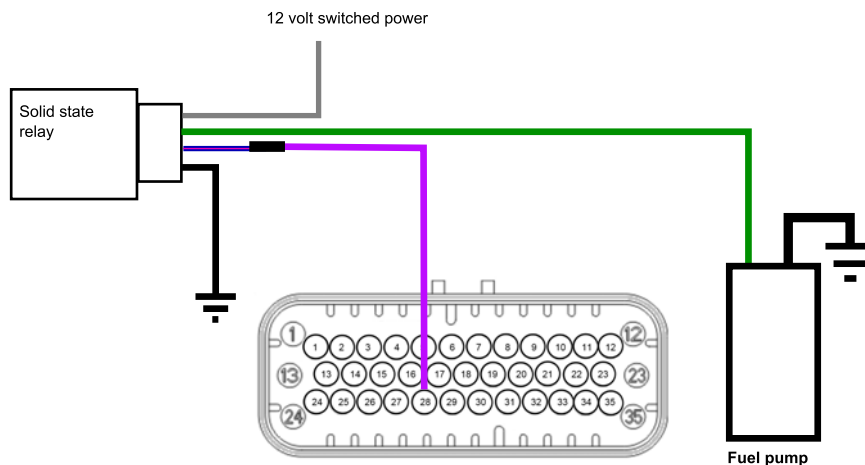 12 volt switched power
Solid state
relay
1 12
1 2 3 4 6 7 8 9 10 11 12
13 13 14 15 16 17 18 19 20 21 22 23 23
24 25 26 27 28 29 30 31 32 33 34 35
24 35
Fuel pump